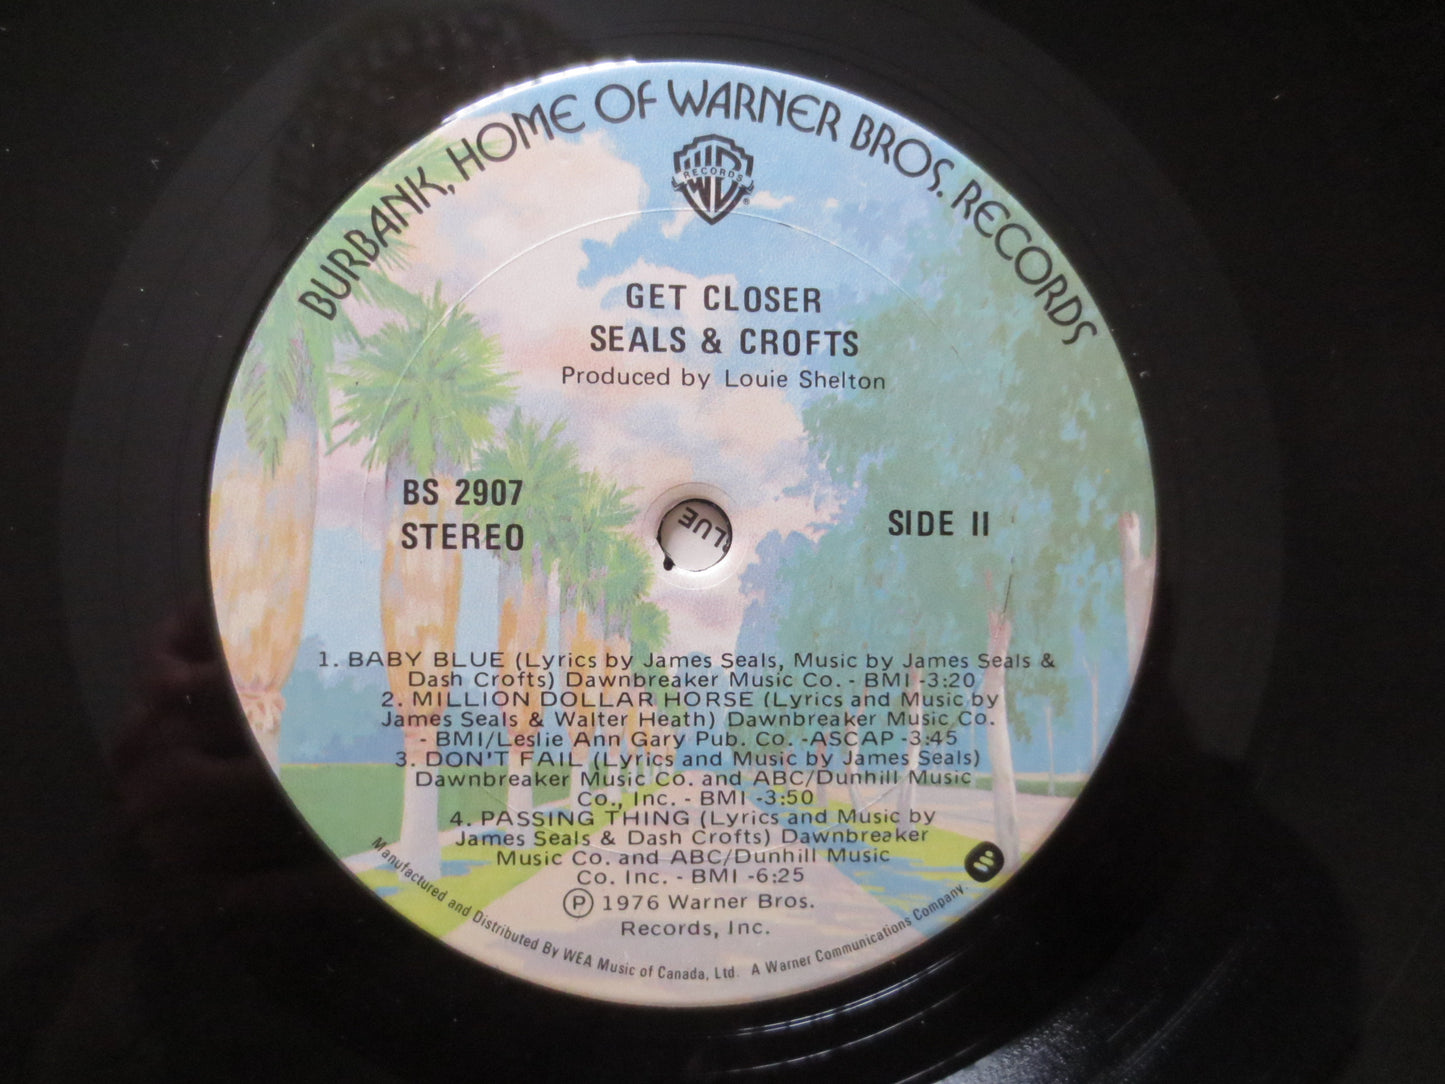 BURBANK, HOME OF WARNER BROS. RECORDS
RECORDS
®
GET CLOSER
SEALS & CROFTS
Produced by Louie Shelton
BS 2907
STEREO
SIDE II
1. BABY BLUE (Lyrics by James Seals, Music by James Seals &
Dash Crofts) Dawnbreaker Music Co. - BMI -3:20
2. MILLION DOLLAR HORSE (Lyrics and Music by
James Seals & Walter Heath) Dawnbreaker Music Co.
- BMI/Leslie Ann Gary Pub. Co. -ASCAP -3:45
3. DON'T FAIL (Lyrics and Music by James Seals)
Dawnbreaker Music Co. and ABC/Dunhill Music
Co., Inc. - BMI -3:50
4. PASSING THING (Lyrics and Music by
James Seals & Dash Crofts) Dawnbreaker
Music Co. and ABC/Dunhill Music
Co. Inc. - BMI -6:25
Ⓟ 1976 Warner Bros.
Records, Inc.
Manufactured and Distributed By WEA Music of Canada, Ltd. A Warner Communications Company.